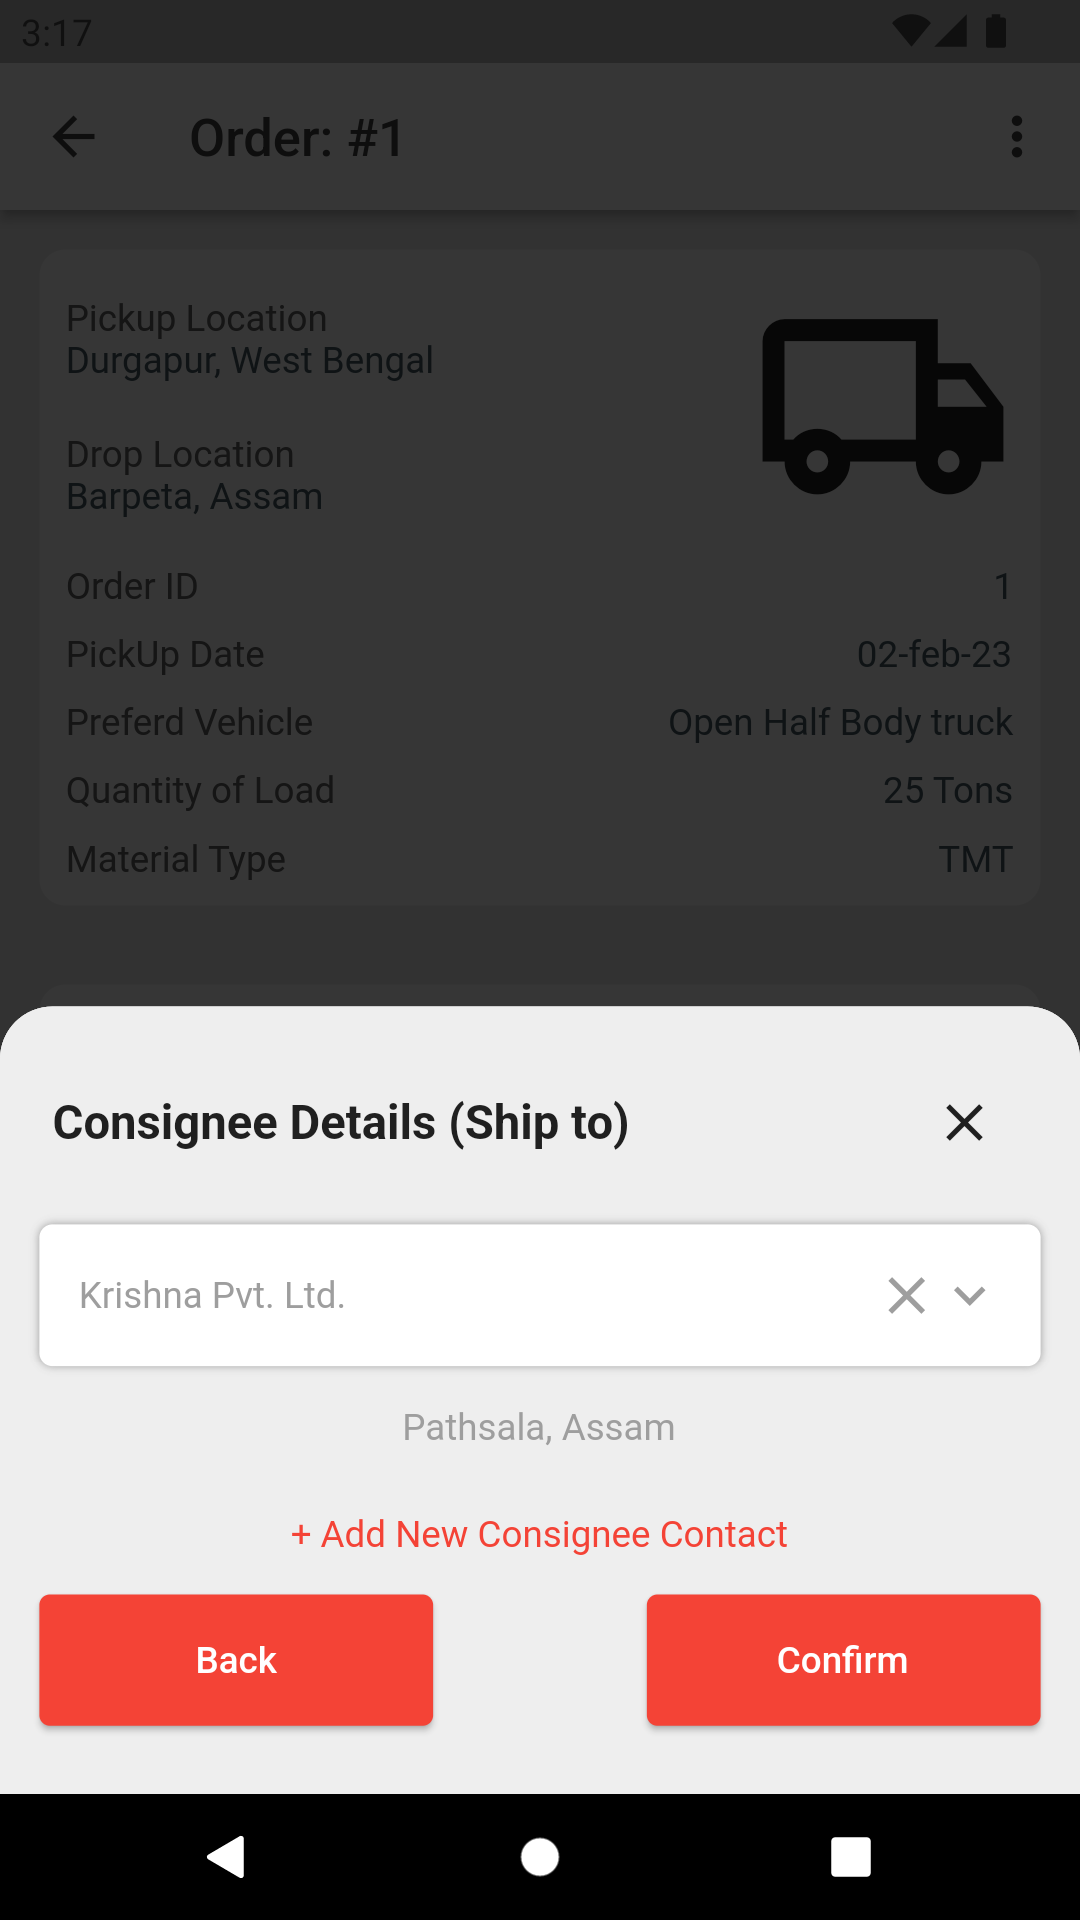 3:17
Order: #1
Pickup Location
Durgapur, West Bengal
Drop Location
Barpeta, Assam
Order ID 1
PickUp Date 02-feb-23
Preferd Vehicle Open Half Body truck
Quantity of Load 25 Tons
Material Type TMT
Consignee Details (Ship to)
Krishna Pvt. Ltd.
Pathsala, Assam
+ Add New Consignee Contact
Back Confirm